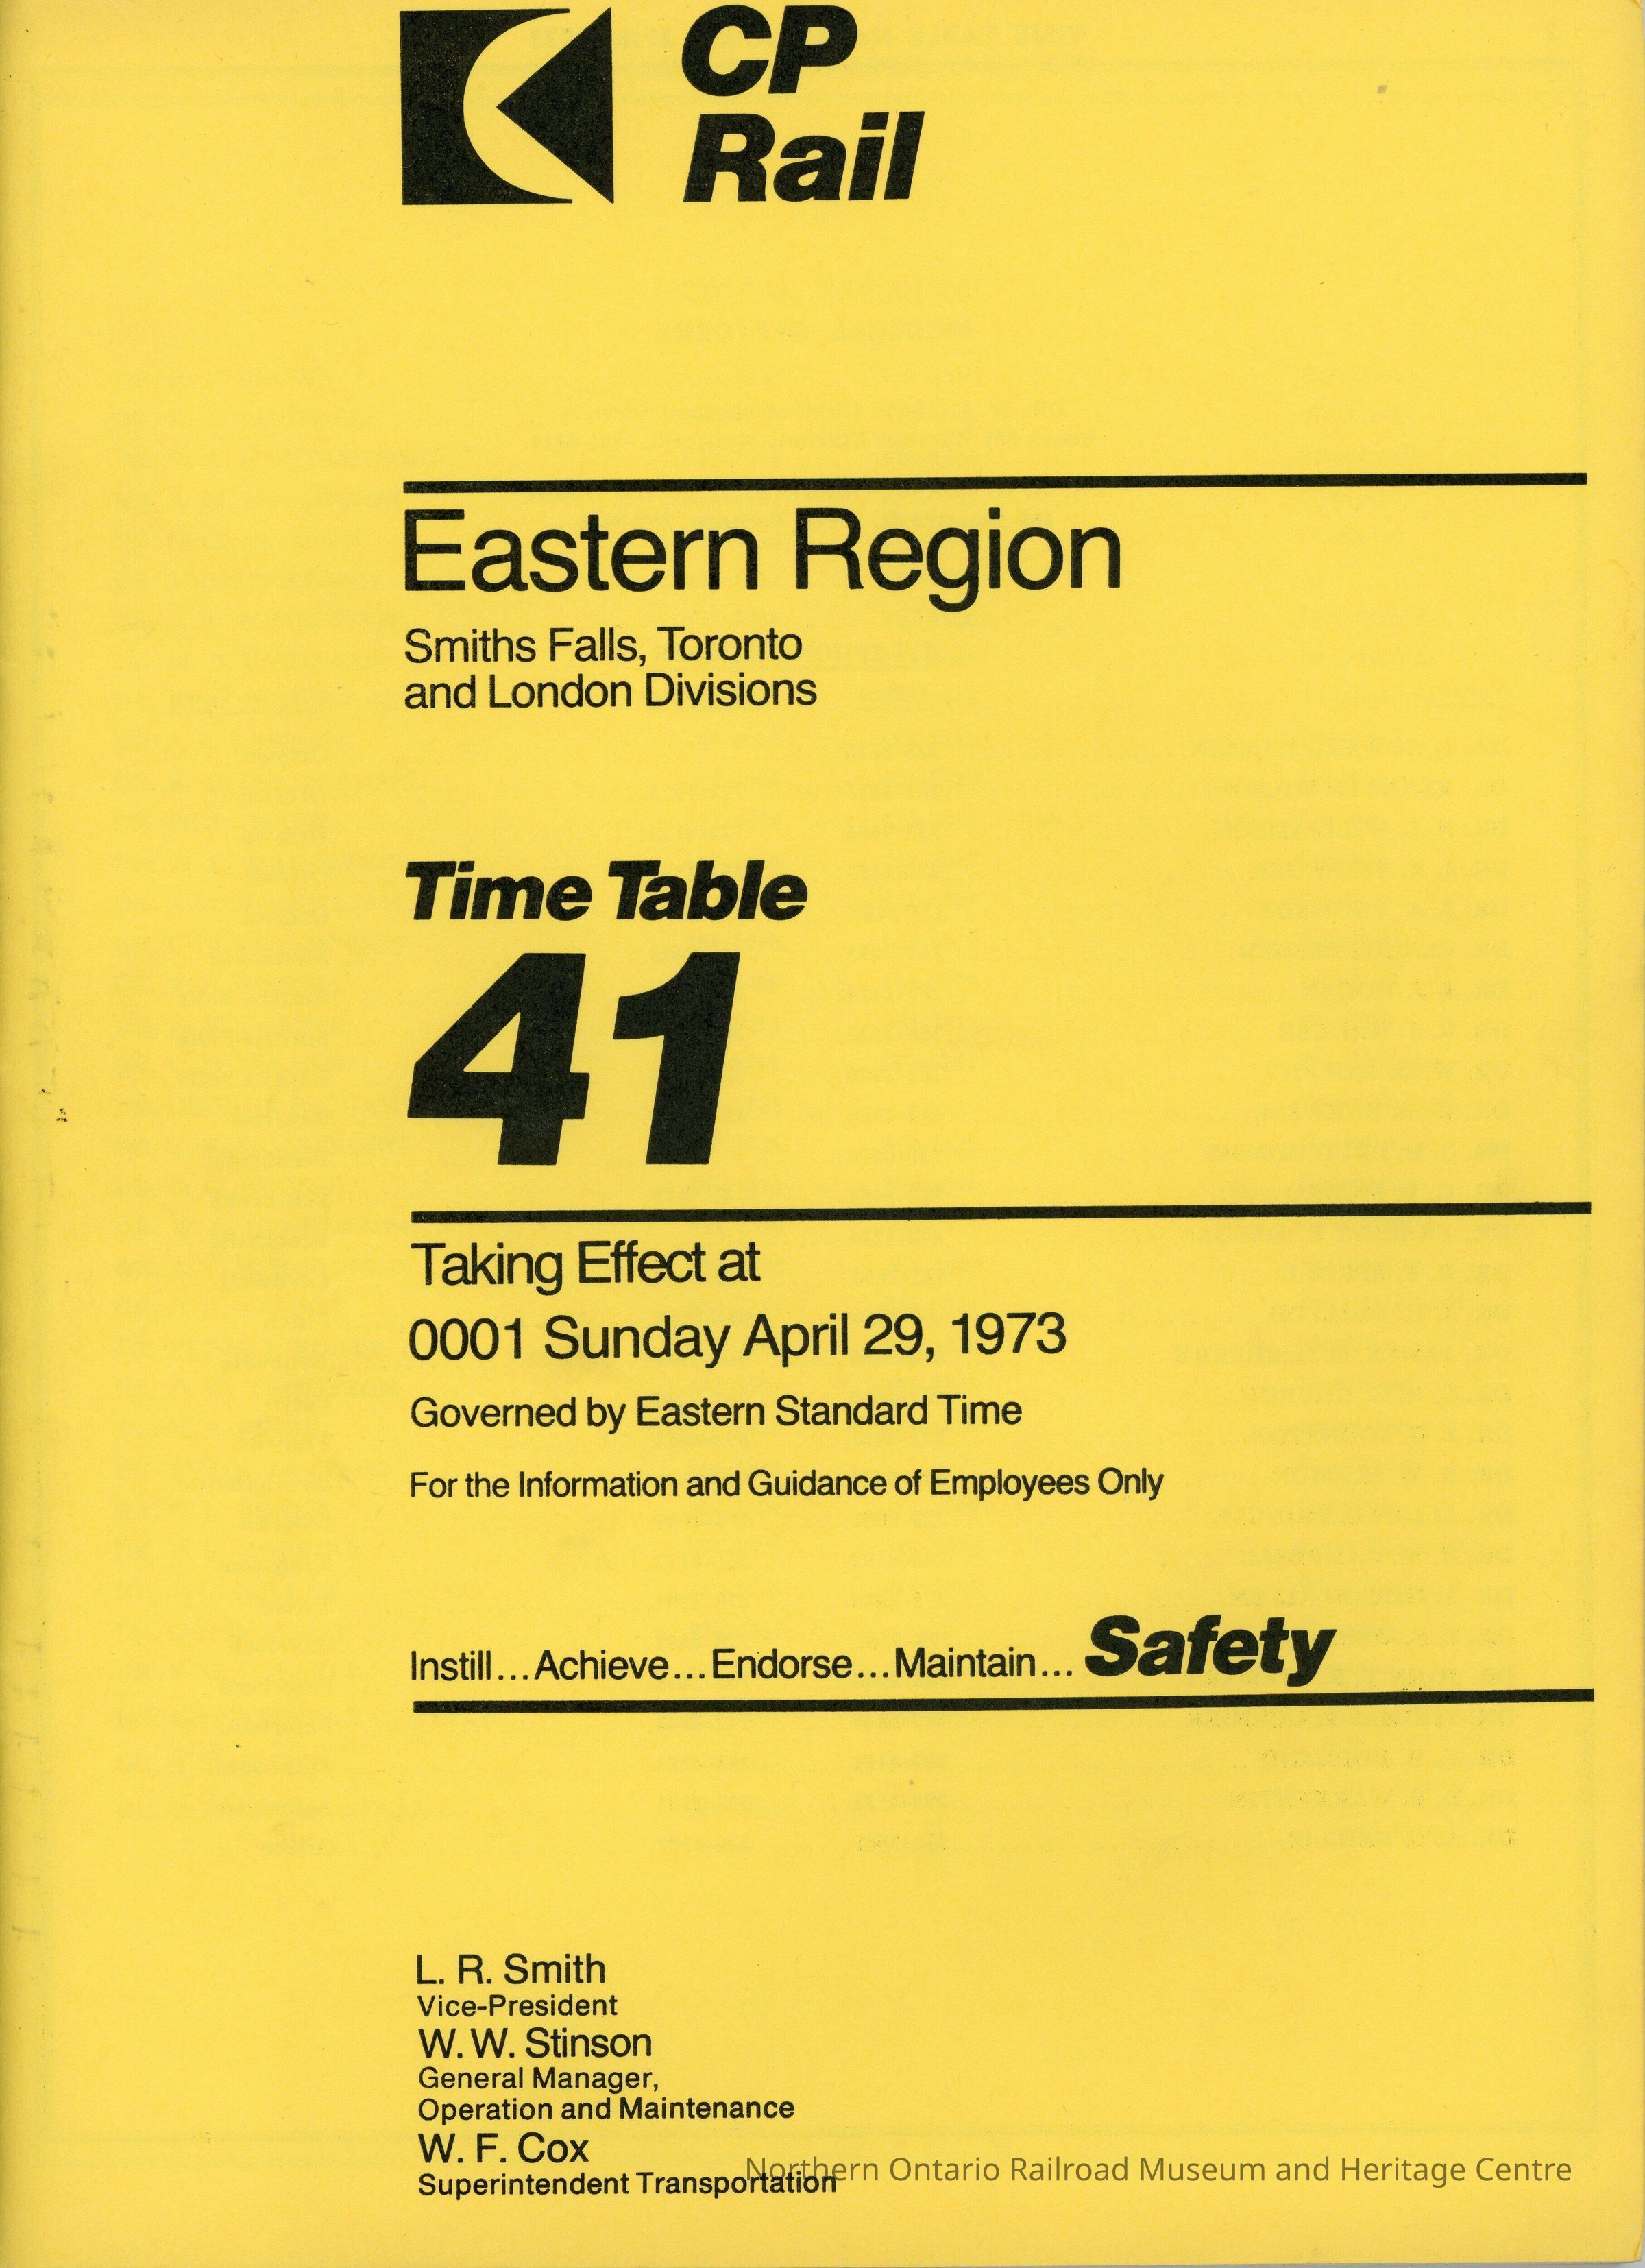 CP
Rail
Eastern Region
Smiths Falls, Toronto
and London Divisions
Time Table
41
Taking Effect at
0001 Sunday April 29, 1973
Governed by Eastern Standard Time
For the Information and Guidance of Employees Only
Instill...Achieve...Endorse...Maintain...Safety
L. R. Smith
Vice-President
W. W. Stinson
General Manager,
Operation and Maintenance
W. F. Cox
Superintendent Transportation
Northern Ontario Railroad Museum and Heritage Centre